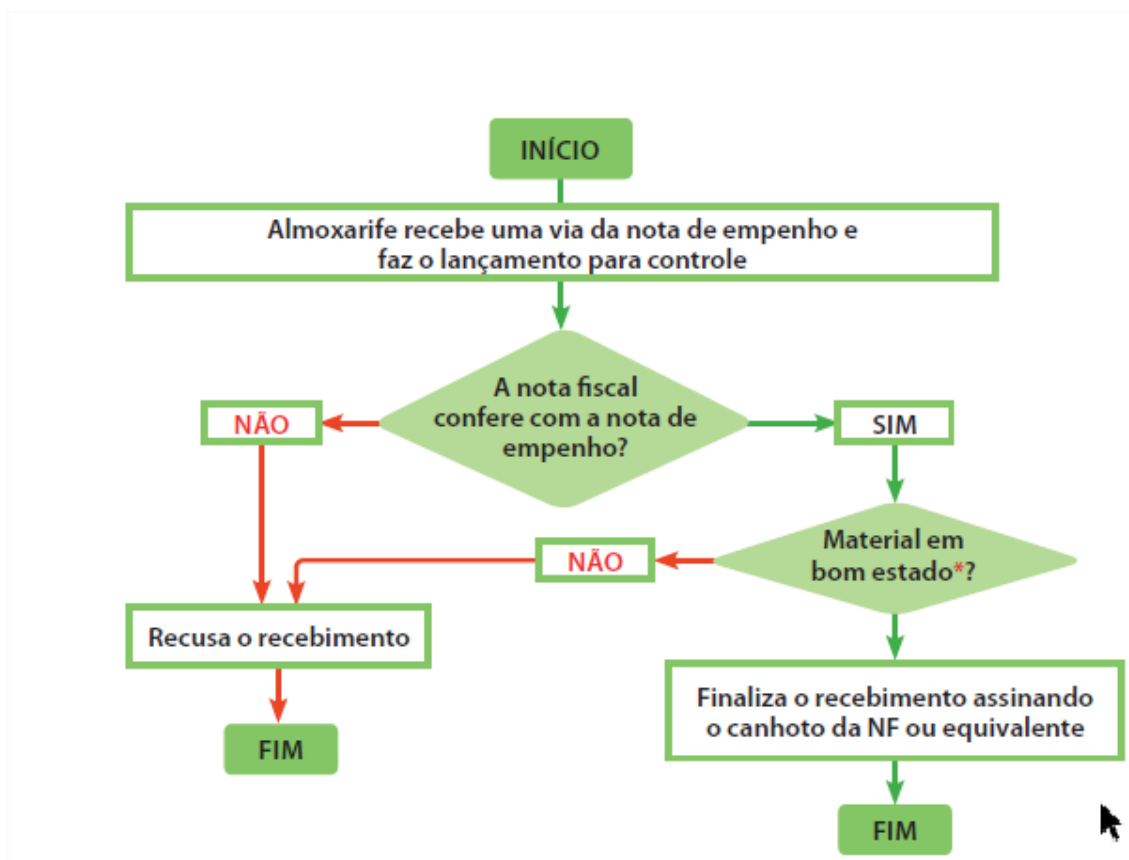 INÍCIO
Almoxarife recebe uma via da nota de empenho e
faz o lançamento para controle
A nota fiscal
confere com a nota de
empenho?
NÃO
SIM
Material em
bom estado*?
NÃO
Recusa o recebimento
FIM
Finaliza o recebimento assinando
o canhoto da NF ou equivalente
FIM